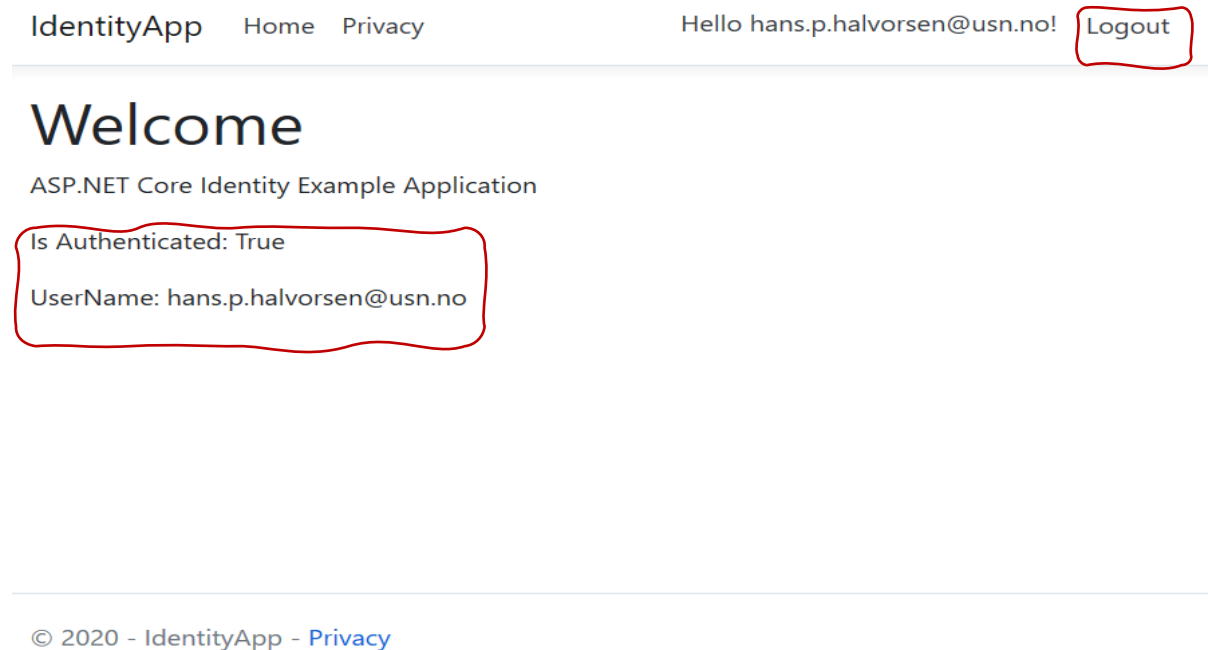 IdentityApp Home Privacy Hello hans.p.halvorsen@usn.no! Logout
Welcome
ASP.NET Core Identity Example Application
Is Authenticated: True
UserName: hans.p.halvorsen@usn.no
© 2020 - IdentityApp - Privacy